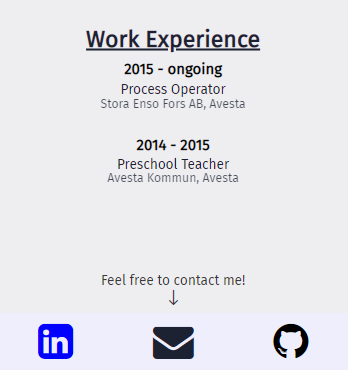 Work Experience
2015 - ongoing
Process Operator
Stora Enso Fors AB, Avesta
2014 - 2015
Preschool Teacher
Avesta Kommun, Avesta
Feel free to contact me!
↓
in